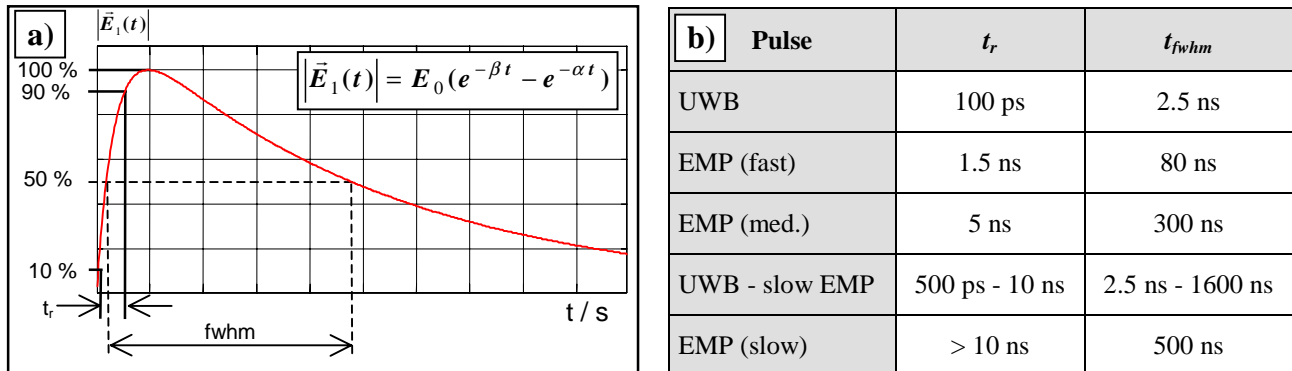 a)
|E⃗₁(t)|
|E⃗₁(t)| = E₀(e^{-βt} − e^{-αt})
100 %
90 %
50 %
10 %
tᵣ
fwhm
t / s
b) Pulse tᵣ t_fwhm
UWB 100 ps 2.5 ns
EMP (fast) 1.5 ns 80 ns
EMP (med.) 5 ns 300 ns
UWB - slow EMP 500 ps - 10 ns 2.5 ns - 1600 ns
EMP (slow) > 10 ns 500 ns